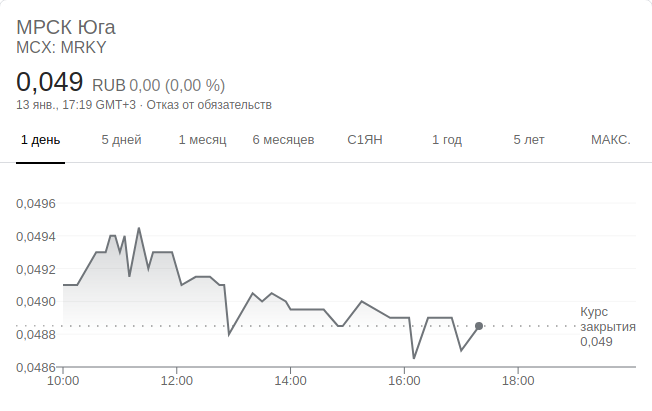 МРСК Юга
MCX: MRKY
0,049 RUB 0,00 (0,00 %)
13 янв., 17:19 GMT+3 · Отказ от обязательств
1 день 5 дней 1 месяц 6 месяцев С1ЯН 1 год 5 лет МАКС.
0,0496
0,0494
0,0492
0,0490
0,0488
0,0486
Курс
закрытия
0,049
10:00 12:00 14:00 16:00 18:00